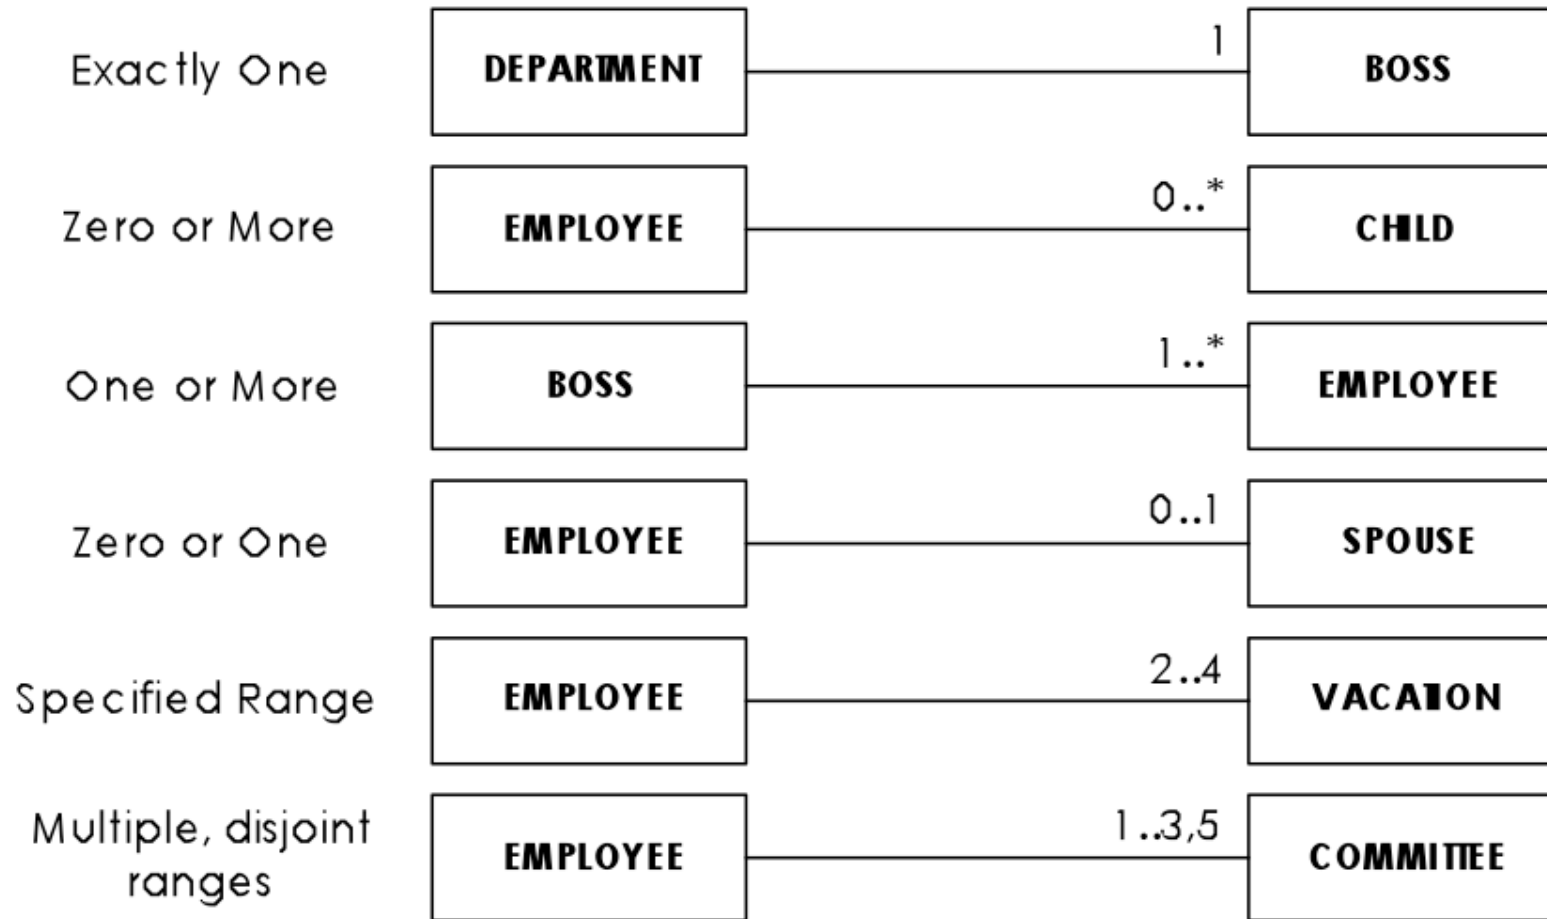 Exactly One DEPARTMENT 1 BOSS
Zero or More EMPLOYEE 0..* CHILD
One or More BOSS 1..* EMPLOYEE
Zero or One EMPLOYEE 0..1 SPOUSE
Specified Range EMPLOYEE 2..4 VACATION
Multiple, disjoint
ranges EMPLOYEE 1..3,5 COMMITTEE